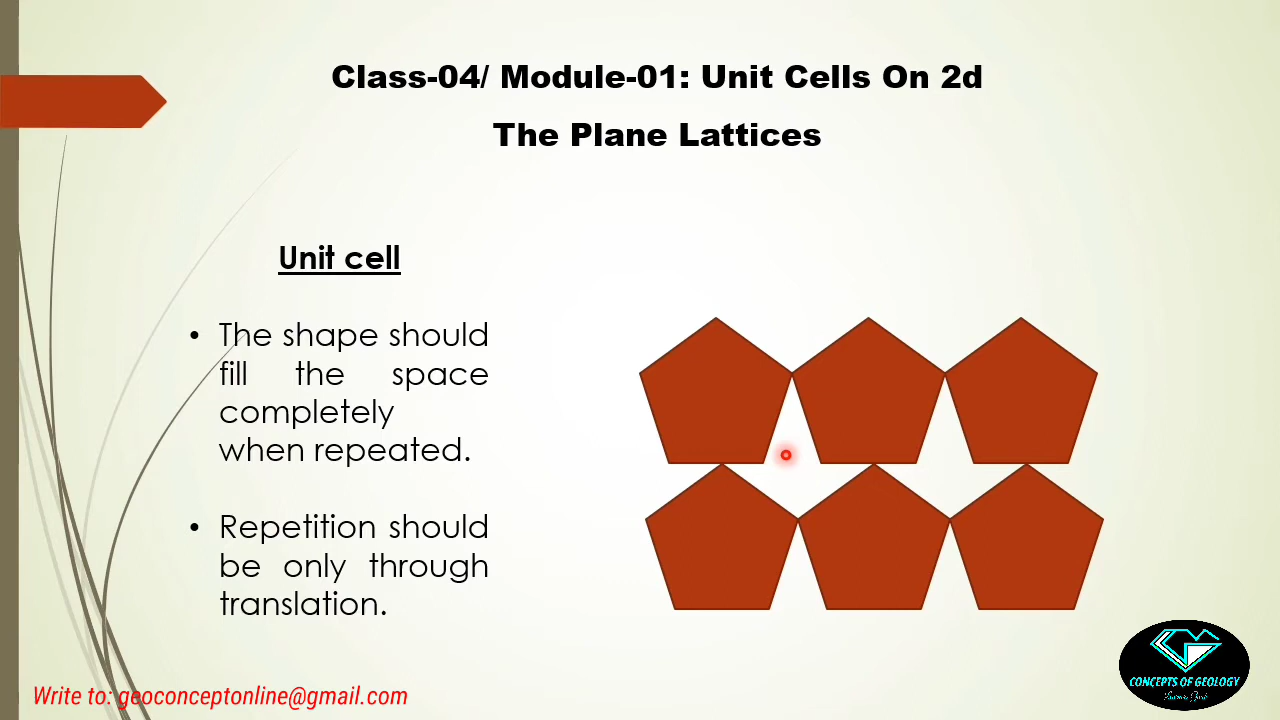 Class-04/ Module-01: Unit Cells On 2d
The Plane Lattices
Unit cell
• The shape should
fill the space
completely
when repeated.
• Repetition should
be only through
translation.
CONCEPTS OF GEOLOGY
Write to: geoconceptonline@gmail.com